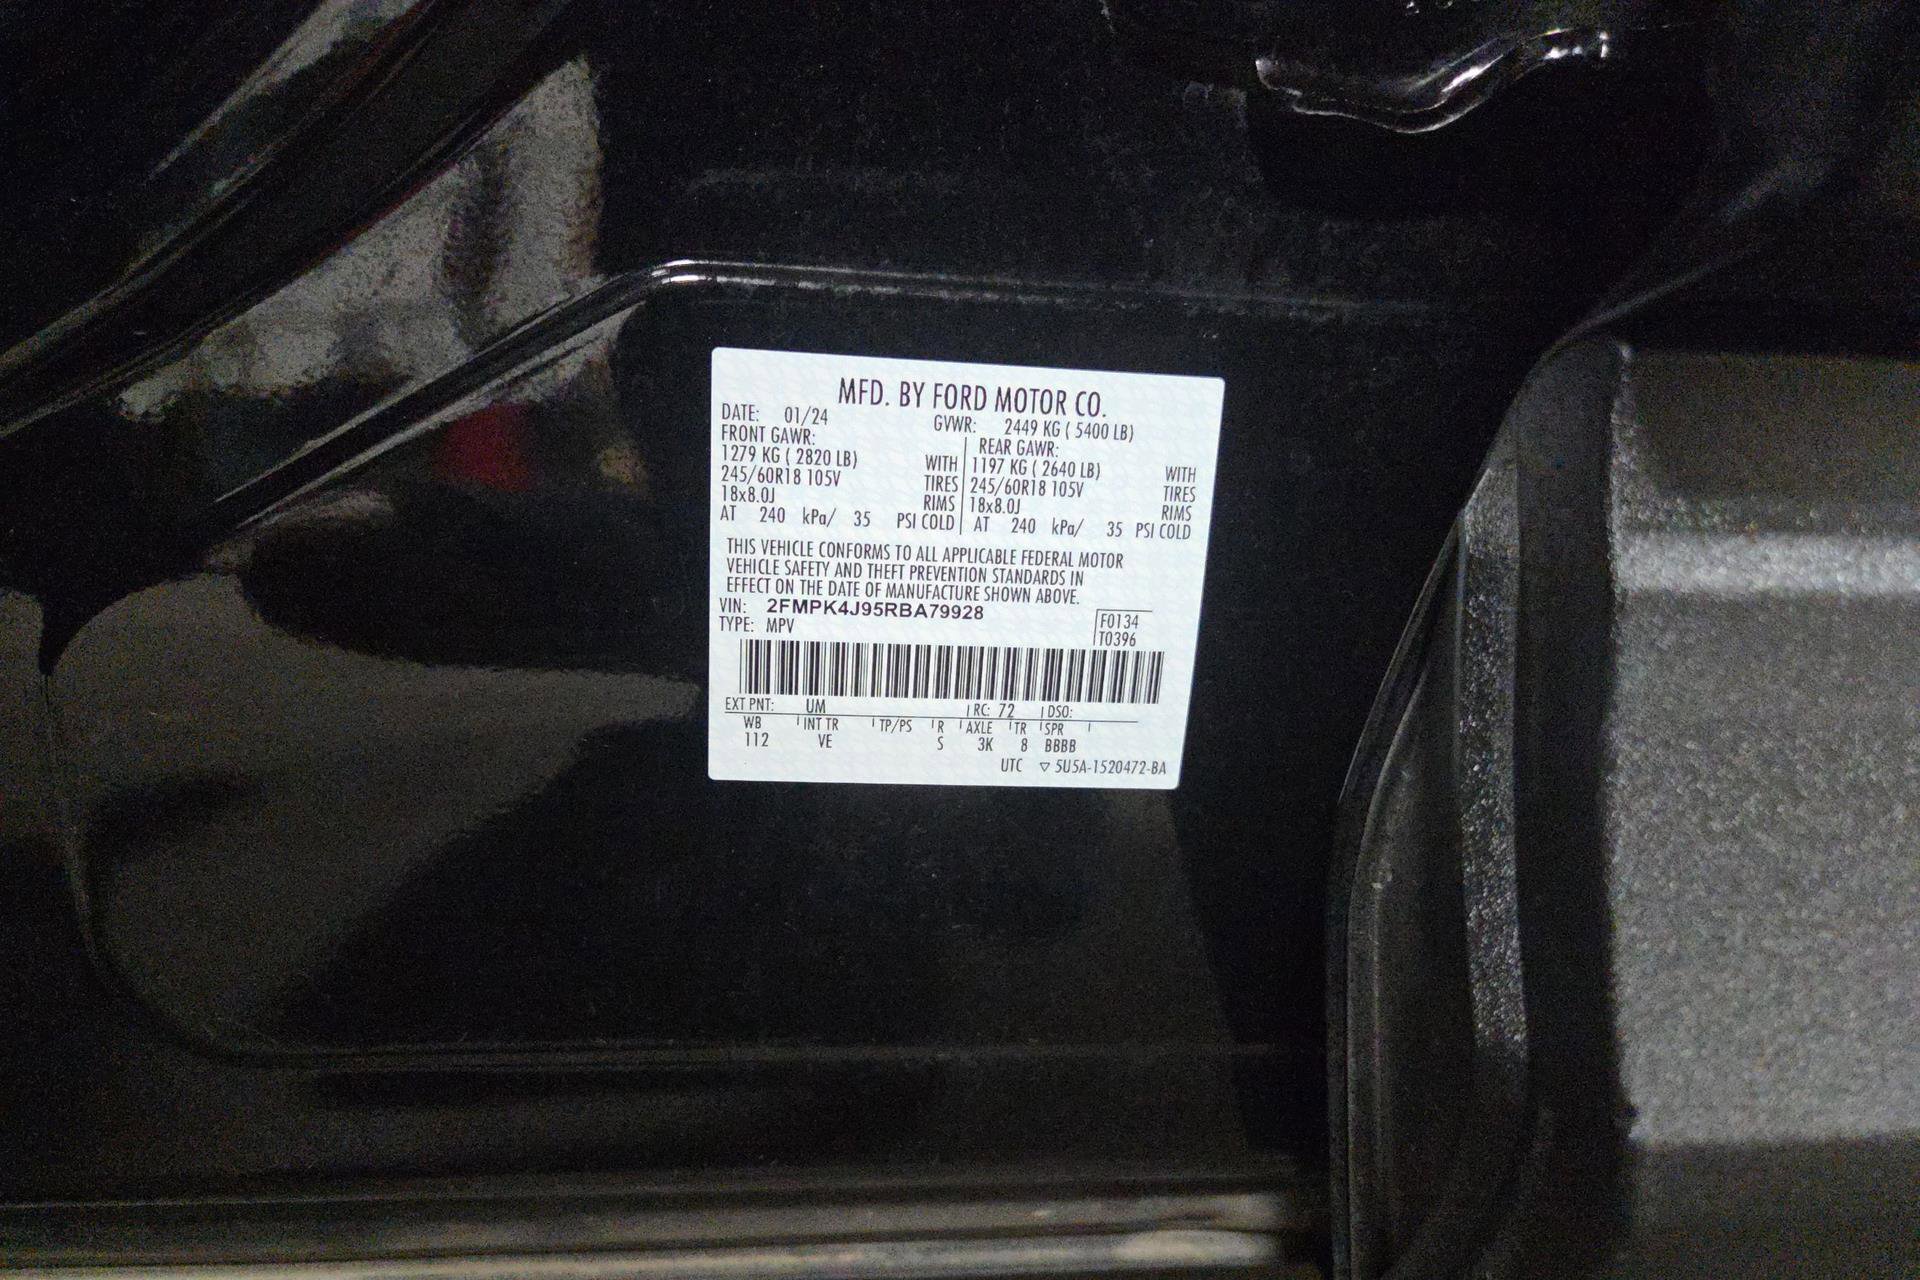 MFD. BY FORD MOTOR CO.
DATE: 01/24 GVWR: 2449 KG ( 5400 LB)
FRONT GAWR: REAR GAWR:
1279 KG ( 2820 LB) WITH 1197 KG ( 2640 LB) WITH
245/60R18 105V TIRES 245/60R18 105V TIRES
18x8.0J RIMS 18x8.0J RIMS
AT 240 kPa/ 35 PSI COLD AT 240 kPa/ 35 PSI COLD
THIS VEHICLE CONFORMS TO ALL APPLICABLE FEDERAL MOTOR
VEHICLE SAFETY AND THEFT PREVENTION STANDARDS IN
EFFECT ON THE DATE OF MANUFACTURE SHOWN ABOVE.
VIN: 2FMPK4J95RBA79928
F0134
TYPE: MPV
T0396
EXT PNT: UM RC: 72 DSO:
WB INT TR TP/PS R AXLE TR SPR
112 VE S 3K 8 BBBB
UTC ▽ 5U5A-1520472-BA